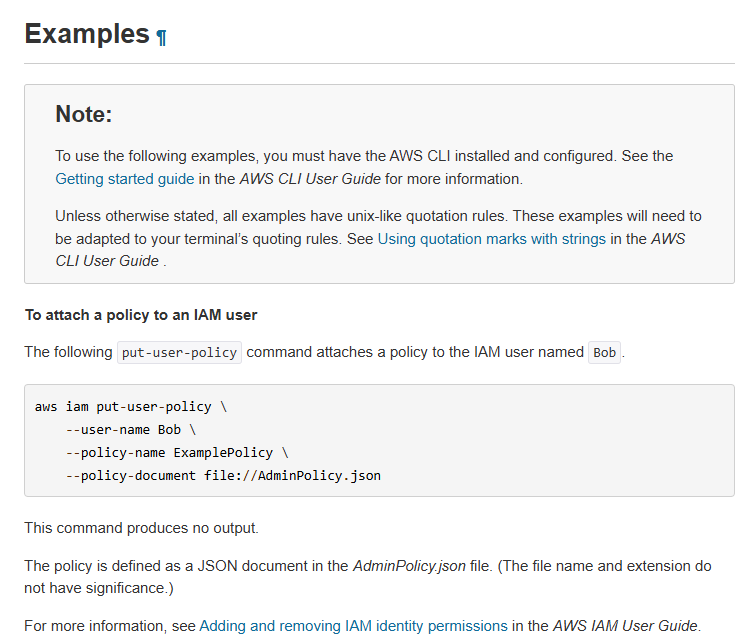 Examples ¶
Note:
To use the following examples, you must have the AWS CLI installed and configured. See the
Getting started guide in the AWS CLI User Guide for more information.
Unless otherwise stated, all examples have unix-like quotation rules. These examples will need to
be adapted to your terminal’s quoting rules. See Using quotation marks with strings in the AWS
CLI User Guide .
To attach a policy to an IAM user
The following put-user-policy command attaches a policy to the IAM user named Bob.
aws iam put-user-policy \
    --user-name Bob \
    --policy-name ExamplePolicy \
    --policy-document file://AdminPolicy.json
This command produces no output.
The policy is defined as a JSON document in the AdminPolicy.json file. (The file name and extension do
not have significance.)
For more information, see Adding and removing IAM identity permissions in the AWS IAM User Guide.